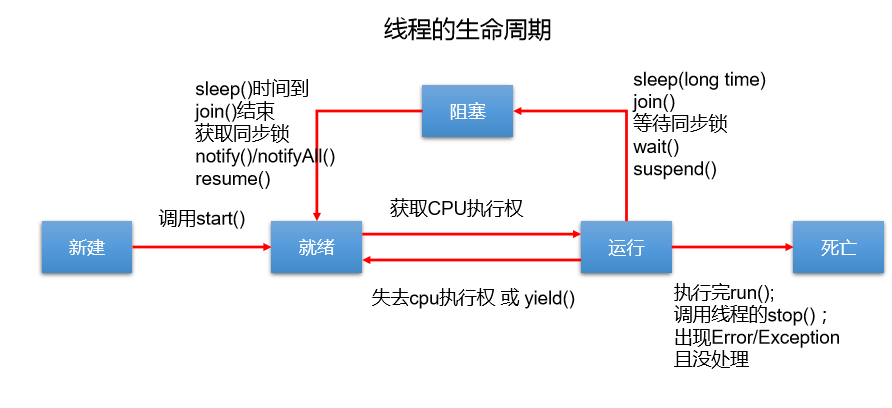 线程的生命周期
sleep()时间到
join()结束
获取同步锁
notify()/notifyAll()
resume()
阻塞
sleep(long time)
join()
等待同步锁
wait()
suspend()
新建
调用start()
就绪
获取CPU执行权
失去cpu执行权 或 yield()
运行
死亡
执行完run();
调用线程的stop() ;
出现Error/Exception
且没处理